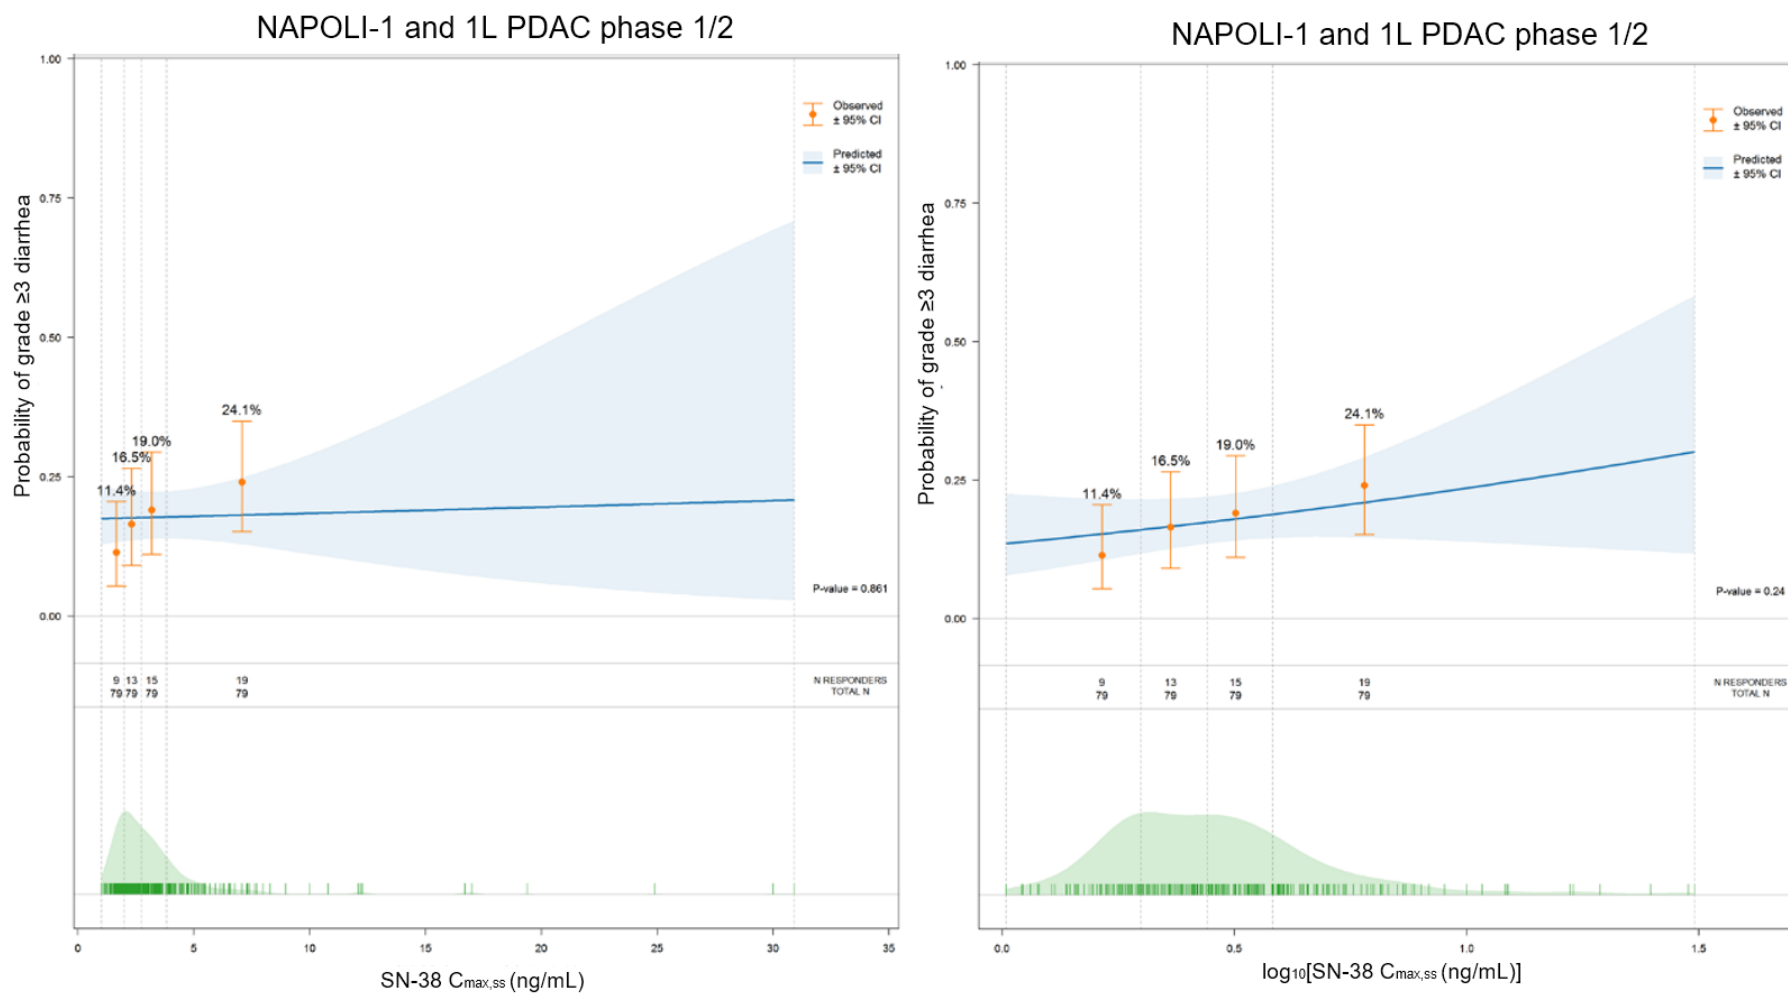 NAPOLI-1 and 1L PDAC phase 1/2
1.00
0.75
0.50
0.25
0.00
Probability of grade ≥3 diarrhea
Observed
± 95% CI
Predicted
± 95% CI
11.4%
16.5%
19.0%
24.1%
P-value = 0.861
9 13 15 19
79 79 79 79
N RESPONDERS
TOTAL N
0 5 10 15 20 25 30 35
SN-38 Cmax,ss (ng/mL)
NAPOLI-1 and 1L PDAC phase 1/2
1.00
0.75
0.50
0.25
0.00
Probability of grade ≥3 diarrhea
Observed
± 95% CI
Predicted
± 95% CI
11.4%
16.5%
19.0%
24.1%
P-value = 0.24
9 13 15 19
79 79 79 79
N RESPONDERS
TOTAL N
0.0 0.5 1.0 1.5
log10[SN-38 Cmax,ss (ng/mL)]